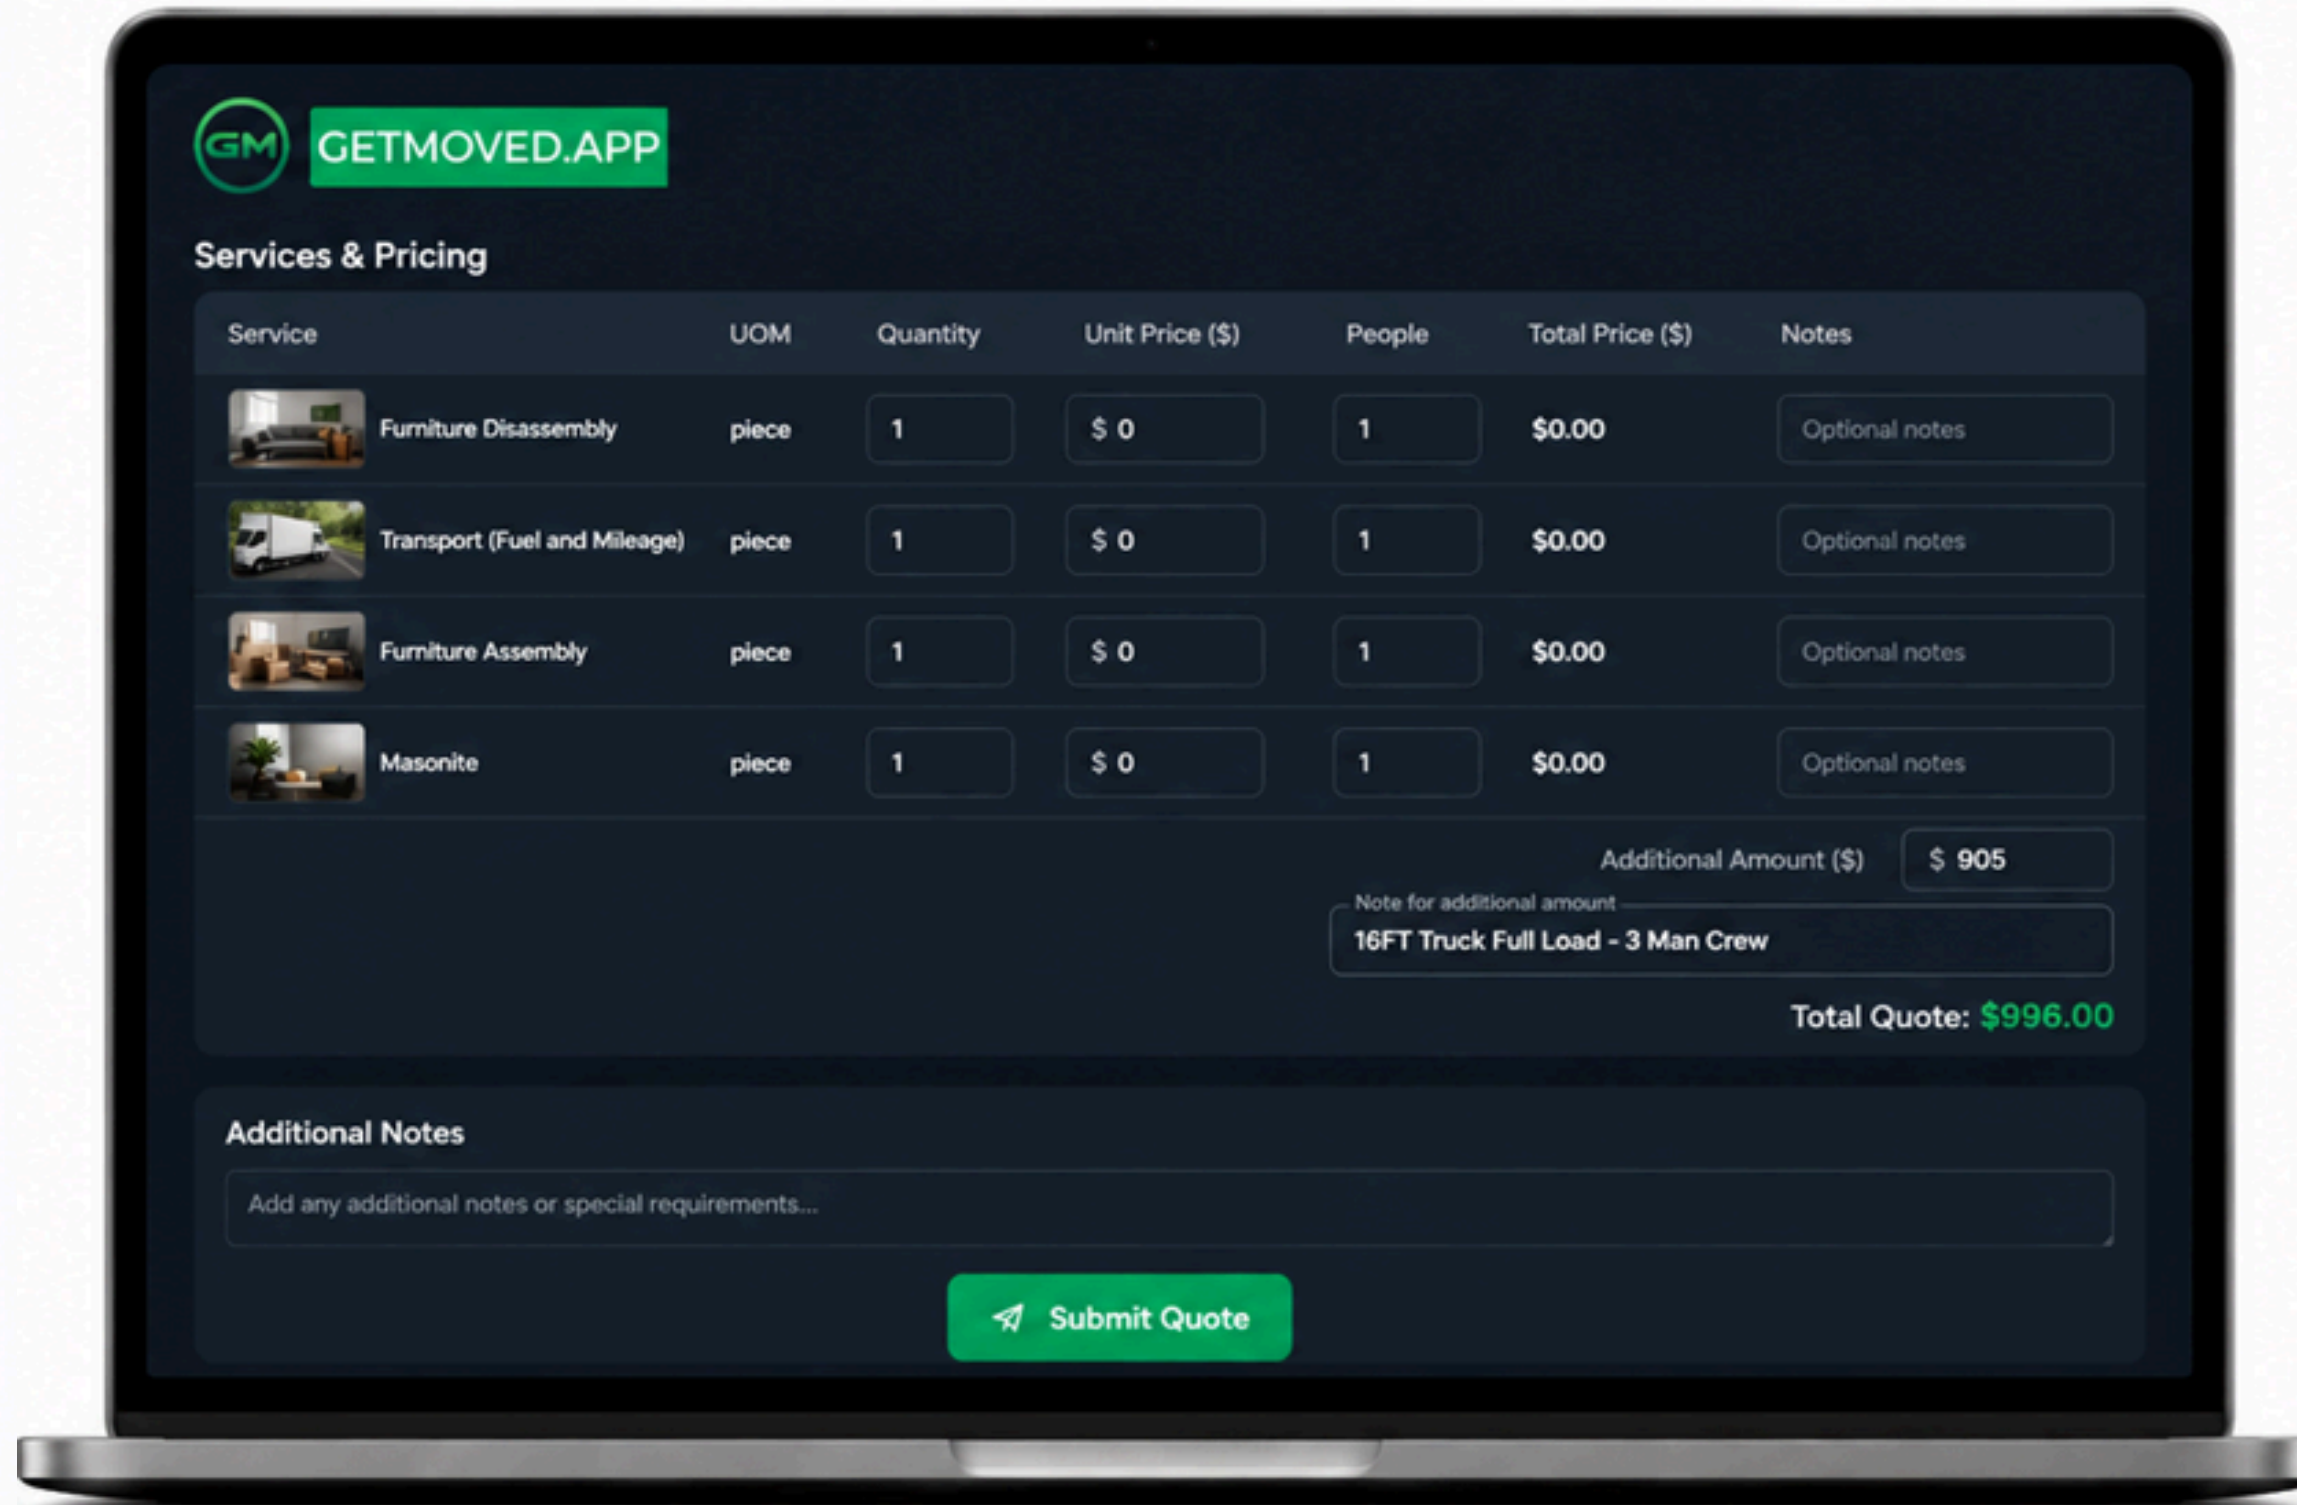 GM GETMOVED.APP
Services & Pricing
Service UOM Quantity Unit Price ($) People Total Price ($) Notes
Furniture Disassembly piece 1 $ 0 1 $0.00 Optional notes
Transport (Fuel and Mileage) piece 1 $ 0 1 $0.00 Optional notes
Furniture Assembly piece 1 $ 0 1 $0.00 Optional notes
Masonite piece 1 $ 0 1 $0.00 Optional notes
Additional Amount ($) $ 905
Note for additional amount
16FT Truck Full Load - 3 Man Crew
Total Quote: $996.00
Additional Notes
Add any additional notes or special requirements...
Submit Quote